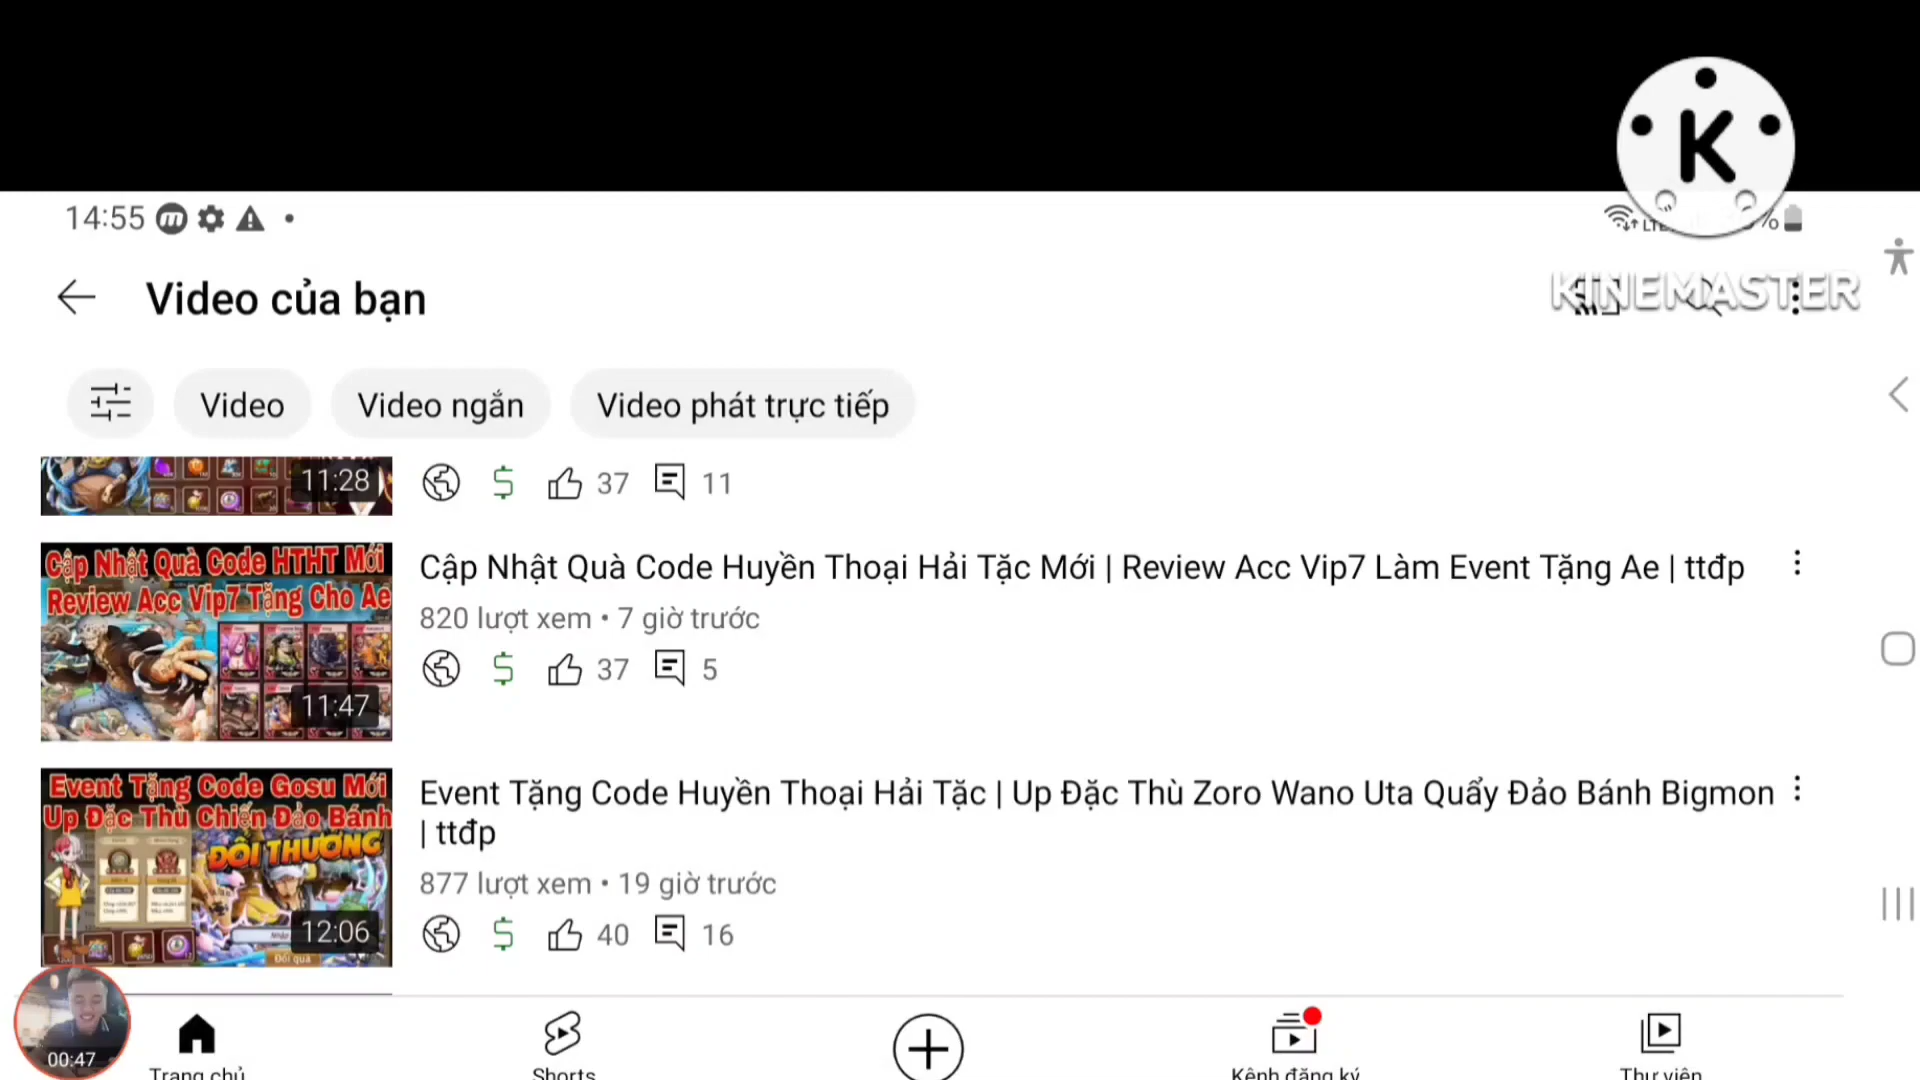 K
14:55
KINEMASTER
Video của bạn
Video
Video ngắn
Video phát trực tiếp
11:28
37
11
Cập Nhật Quà Code HTHT Mới
Review Acc Vip7 Tặng Cho Ae
11:47
Cập Nhật Quà Code Huyền Thoại Hải Tặc Mới | Review Acc Vip7 Làm Event Tặng Ae | ttđp
820 lượt xem • 7 giờ trước
37
5
Event Tặng Code Gosu Mới
Up Đặc Thù Chiến Đảo Bánh
ĐỔI THƯỞNG
12:06
Đổi quà
Event Tặng Code Huyền Thoại Hải Tặc | Up Đặc Thù Zoro Wano Uta Quẩy Đảo Bánh Bigmon
| ttđp
877 lượt xem • 19 giờ trước
40
16
00:47
Trang chủ
Shorts
Kênh đăng ký
Thư viện